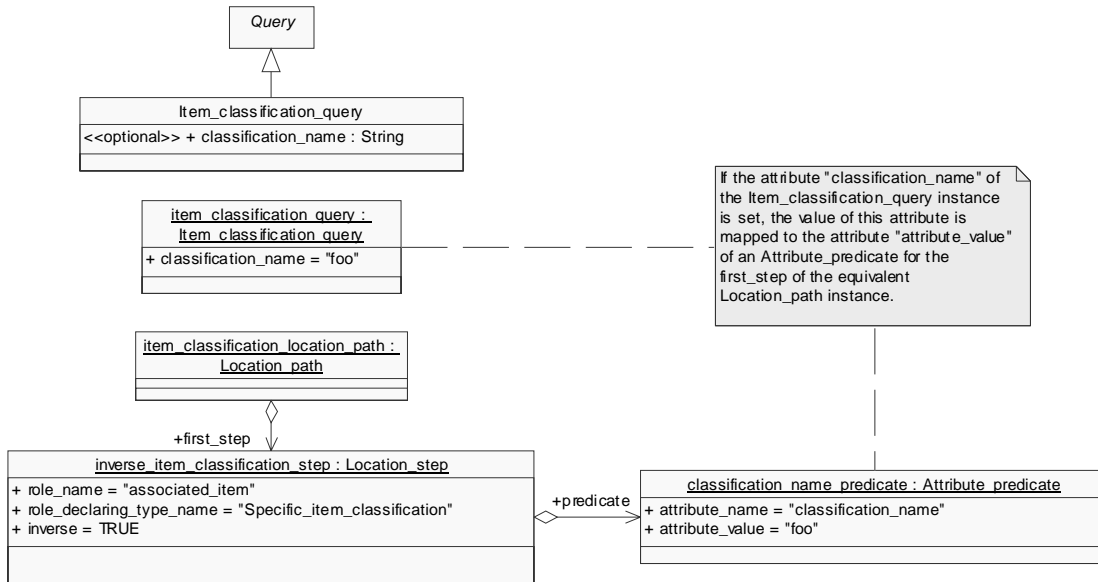 Query
Item_classification_query
<<optional>> + classification_name : String
If the attribute "classification_name" of
the Item_classification_query instance
is set, the value of this attribute is
mapped to the attribute "attribute_value"
of an Attribute_predicate for the
first_step of the equivalent
Location_path instance.
item_classification_query :
Item_classification_query
+ classification_name = "foo"
item_classification_location_path :
Location_path
+first_step
inverse_item_classification_step : Location_step
+ role_name = "associated_item"
+ role_declaring_type_name = "Specific_item_classification"
+ inverse = TRUE
+predicate
classification_name_predicate : Attribute_predicate
+ attribute_name = "classification_name"
+ attribute_value = "foo"